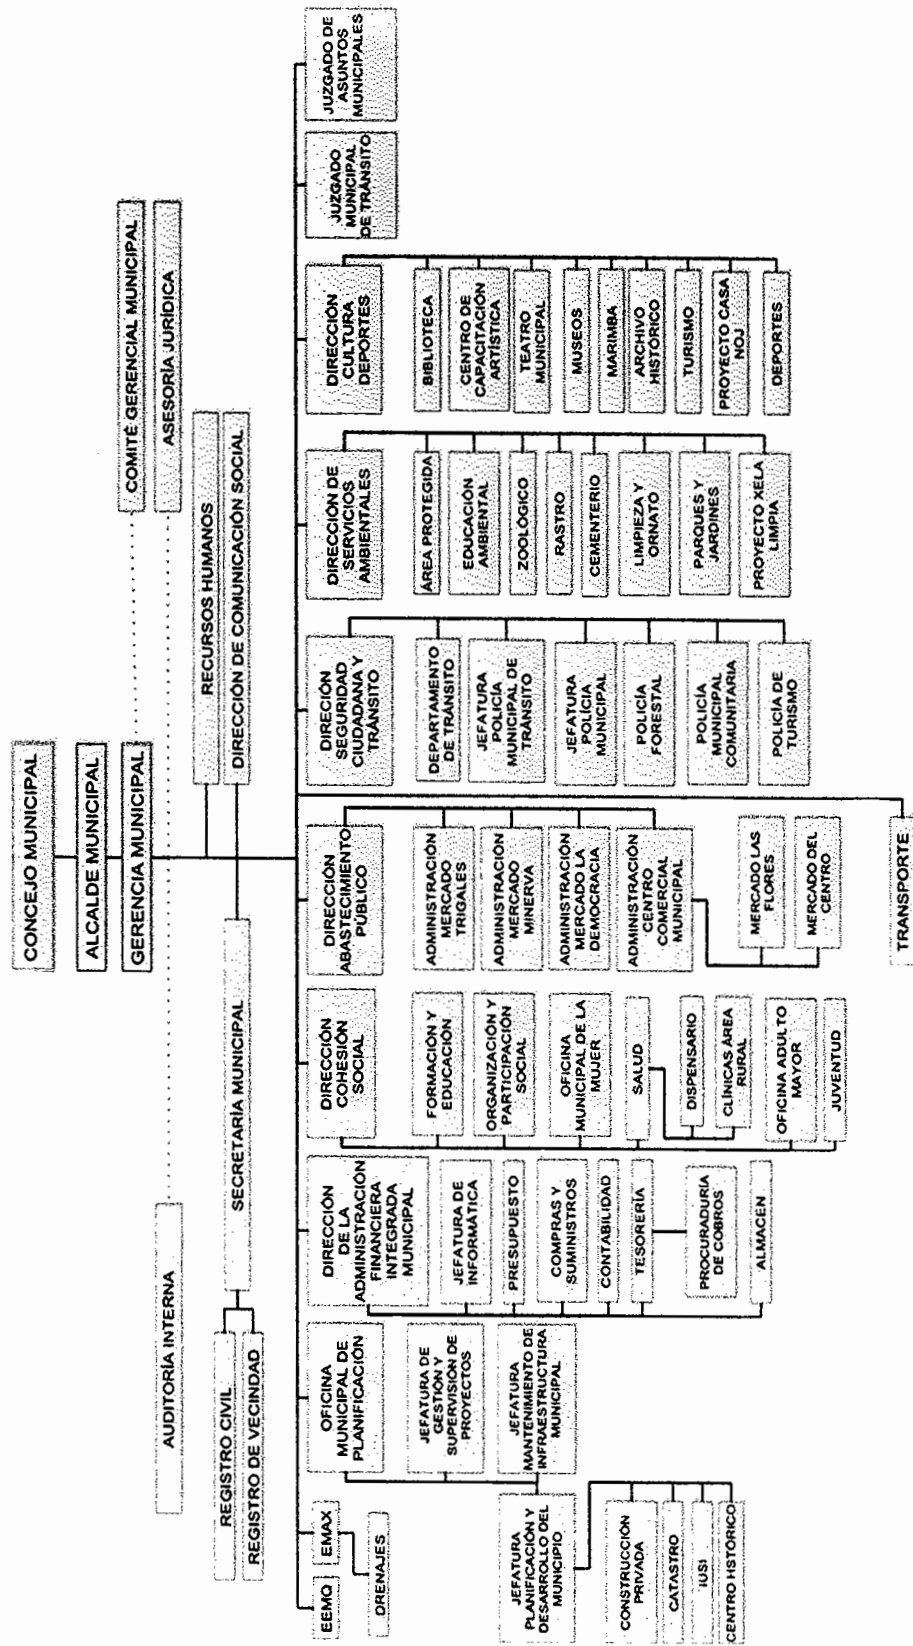 CONCEJO MUNICIPAL
ALCALDE MUNICIPAL
GERENCIA MUNICIPAL
COMITÉ GERENCIAL MUNICIPAL
AUDITORÍA INTERNA
ASESORÍA JURÍDICA
RECURSOS HUMANOS
SECRETARÍA MUNICIPAL
DIRECCIÓN DE COMUNICACIÓN SOCIAL
REGISTRO CIVIL
REGISTRO DE VECINDAD
EEMQ
EMAX
DRENAJES
OFICINA
MUNICIPAL DE
PLANIFICACIÓN
JEFATURA DE
GESTIÓN Y
SUPERVISIÓN DE
PROYECTOS
JEFATURA
MANTENIMIENTO DE
INFRAESTRUCTURA
MUNICIPAL
JEFATURA
PLANIFICACIÓN Y
DESARROLLO DEL
MUNICIPIO
CONSTRUCCIÓN
PRIVADA
CATASTRO
IUSI
CENTRO HSTÓRICO
DIRECCIÓN
DE LA
ADMINISTRACIÓN
FINANCIERA
INTEGRADA
MUNICIPAL
JEFATURA DE
INFORMÁTICA
PRESUPUESTO
COMPRAS Y
SUMINISTROS
CONTABILIDAD
TESORERÍA
PROCURADURÍA
DE COBROS
ALMACEN
DIRECCIÓN
COHESIÓN
SOCIAL
FORMACIÓN Y
EDUCACIÓN
ORGANIZACIÓN Y
PARTICIPACIÓN
SOCIAL
OFICINA
MUNICIPAL DE LA
MUJER
SALUD
DISPENSARIO
CLÍNICAS ÁREA
RURAL
OFICINA ADULTO
MAYOR
JUVENTUD
DIRECCIÓN
ABASTECIMIENTO
PÚBLICO
ADMINISTRACIÓN
MERCADO
TRIGALES
ADMINISTRACIÓN
MERCADO
MINERVA
ADMINISTRACIÓN
MERCADO LA
DEMOCRACIA
ADMINISTRACIÓN
CENTRO
COMERCIAL
MUNICIPAL
MERCADO LAS
FLORES
MERCADO DEL
CENTRO
TRANSPORTE
DIRECIÓN
SEGURIDAD
CIUDADANA Y
TRÁNSITO
DEPARTAMENTO
DE TRÁNSITO
JEFATURA
POLICÍA
MUNICIPAL DE
TRÁNSITO
JEFATURA
POLÍCIA
MUNICIPAL
POLICÍA
FORESTAL
POLICÍA
MUNICIPAL
COMUNITARIA
POLICÍA DE
TURISMO
DIRECCIÓN DE
SERVICIOS
AMBIENTALES
ÁREA PROTEGIDA
EDUCACIÓN
AMBIENTAL
ZOOLÓGICO
RASTRO
CEMENTERIO
LIMPIEZA Y
ORNATO
PARQUES Y
JARDINES
PROYECTO XELA
LIMPIA
DIRECCIÓN
CULTURA
DEPORTES
BIBLIOTECA
CENTRO DE
CAPACITACIÓN
ARTÍSTICA
TEATRO
MUNICIPAL
MUSEOS
MARIMBA
ARCHIVO
HISTÓRICO
TURISMO
PROYECTO CASA
NOJ
DEPORTES
JUZGADO
MUNICIPAL
DE TRÁNSITO
JUZGADO DE
ASUNTOS
MUNICIPALES